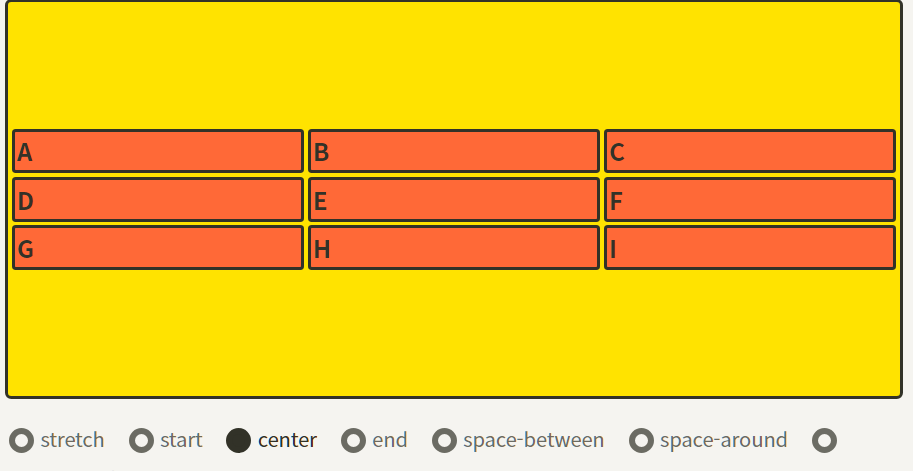 A B C
D E F
G H I
stretch start center end space-between space-around